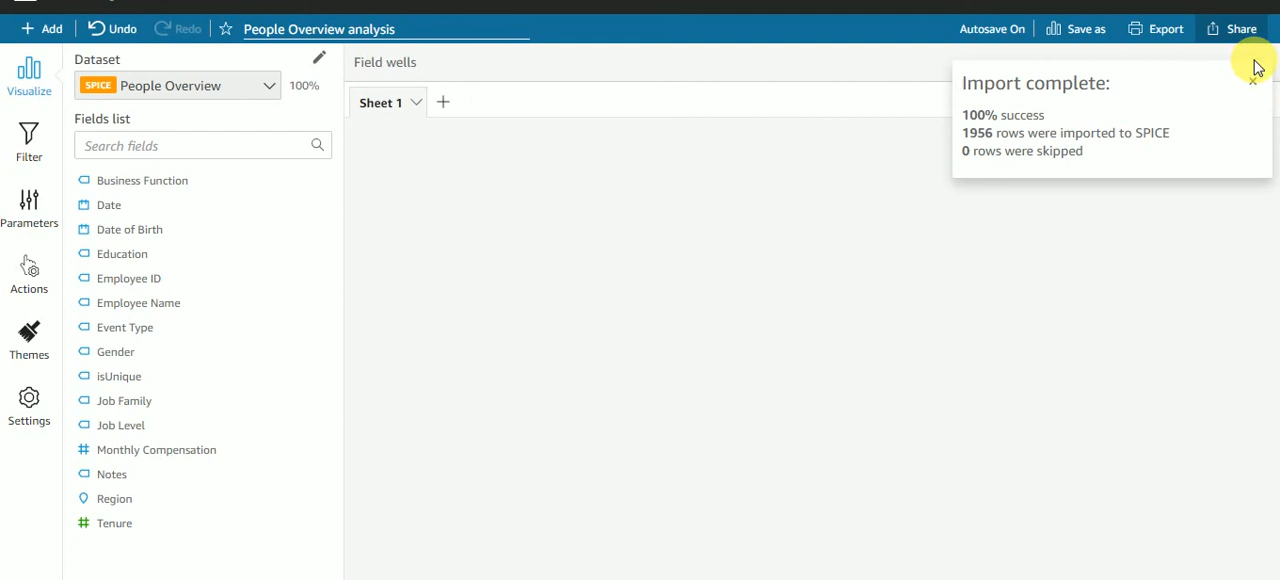 Add
Undo
Redo
People Overview analysis
Autosave On
Save as
Export
Share
Visualize
Filter
Parameters
Actions
Themes
Settings
Dataset
SPICE People Overview
100%
Fields list
Search fields
Business Function
Date
Date of Birth
Education
Employee ID
Employee Name
Event Type
Gender
isUnique
Job Family
Job Level
Monthly Compensation
Notes
Region
Tenure
Field wells
Sheet 1
Import complete:
100% success
1956 rows were imported to SPICE
0 rows were skipped